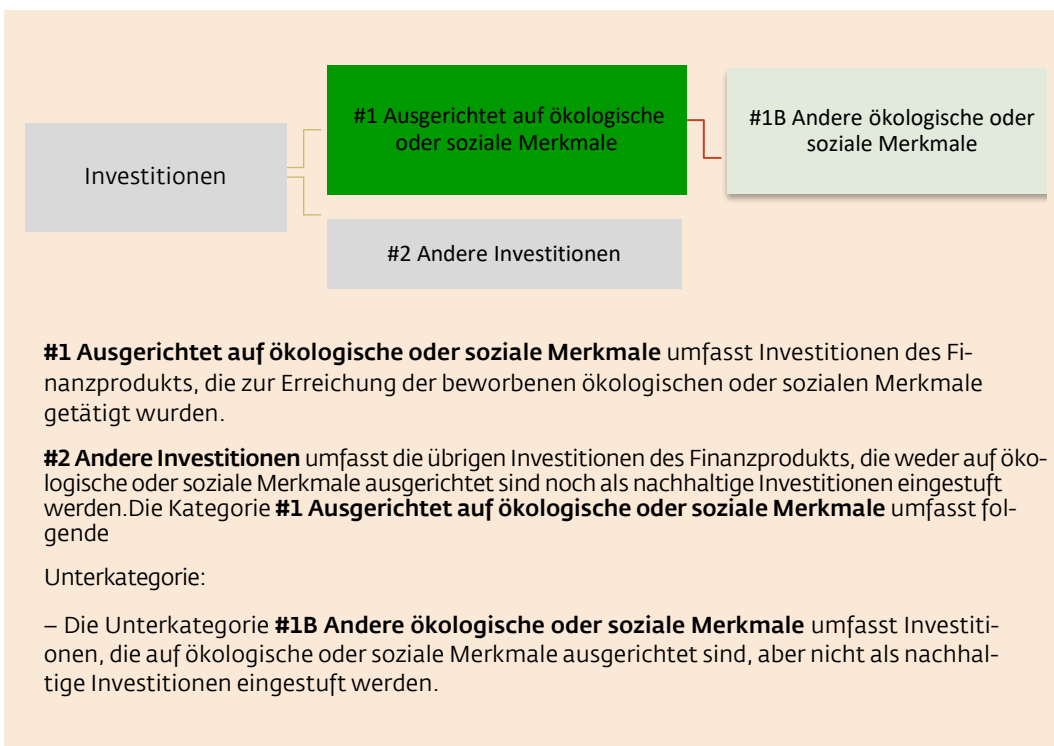 #1 Ausgerichtet auf ökologische
oder soziale Merkmale
#1B Andere ökologische oder
soziale Merkmale
Investitionen
#2 Andere Investitionen
#1 Ausgerichtet auf ökologische oder soziale Merkmale umfasst Investitionen des Fi-
nanzprodukts, die zur Erreichung der beworbenen ökologischen oder sozialen Merkmale
getätigt wurden.
#2 Andere Investitionen umfasst die übrigen Investitionen des Finanzprodukts, die weder auf öko-
logische oder soziale Merkmale ausgerichtet sind noch als nachhaltige Investitionen eingestuft
werden.Die Kategorie #1 Ausgerichtet auf ökologische oder soziale Merkmale umfasst fol-
gende
Unterkategorie:
– Die Unterkategorie #1B Andere ökologische oder soziale Merkmale umfasst Investiti-
onen, die auf ökologische oder soziale Merkmale ausgerichtet sind, aber nicht als nachhal-
tige Investitionen eingestuft werden.